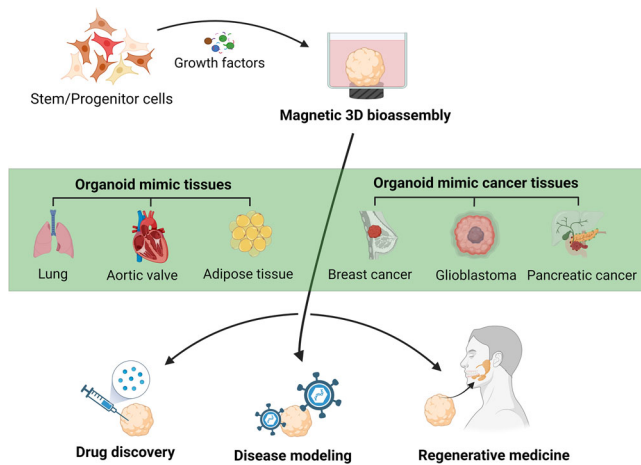 Growth factors
Stem/Progenitor cells
Magnetic 3D bioassembly
Organoid mimic tissues
Organoid mimic cancer tissues
Lung
Aortic valve
Adipose tissue
Breast cancer
Glioblastoma
Pancreatic cancer
Drug discovery
Disease modeling
Regenerative medicine